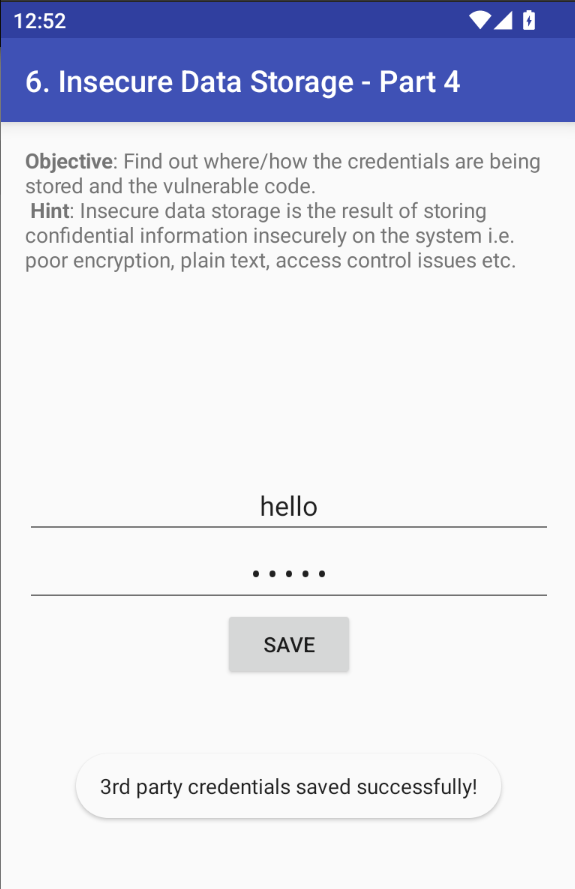 12:52
6. Insecure Data Storage - Part 4
Objective: Find out where/how the credentials are being
stored and the vulnerable code.
Hint: Insecure data storage is the result of storing
confidential information insecurely on the system i.e.
poor encryption, plain text, access control issues etc.
hello
•••••
SAVE
3rd party credentials saved successfully!